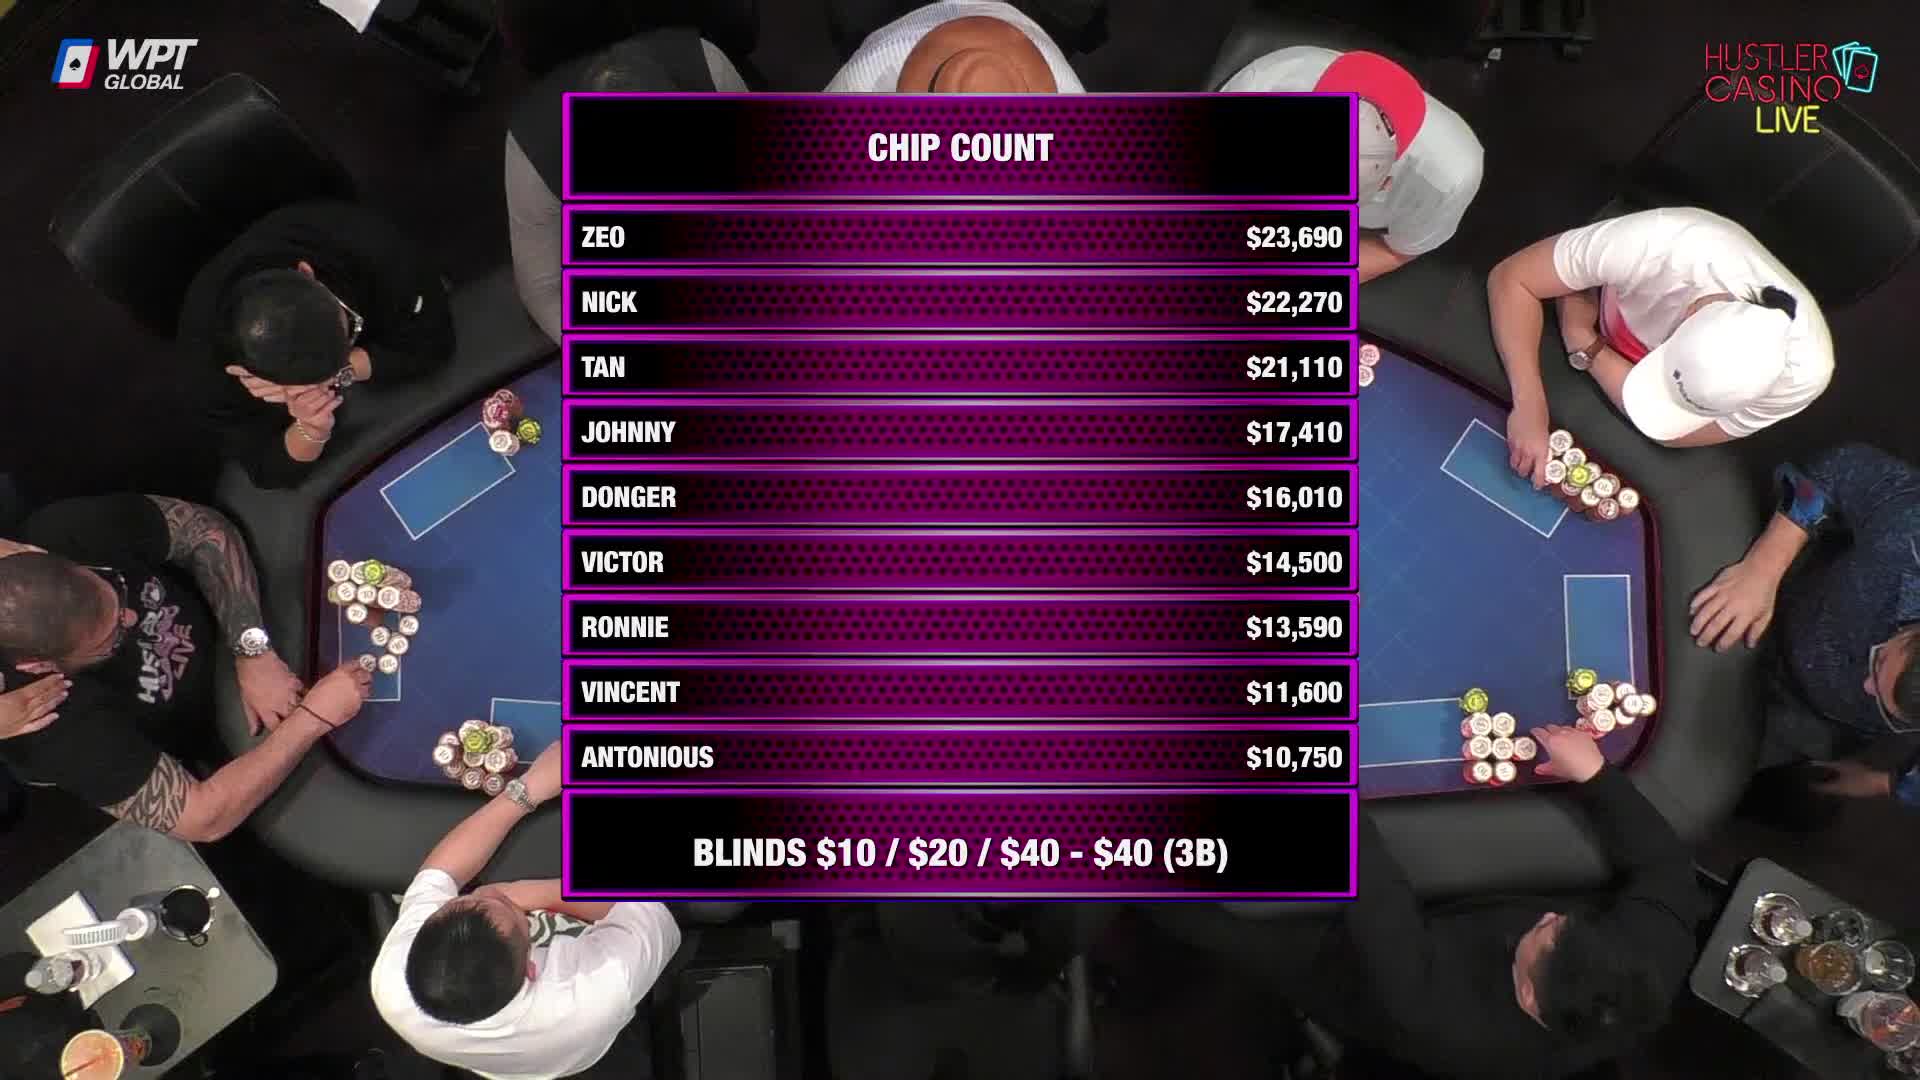 WPT
GLOBAL
HUSTLER
CASINO
LIVE
CHIP COUNT
ZEO $23,690
NICK $22,270
TAN $21,110
JOHNNY $17,410
DONGER $16,010
VICTOR $14,500
RONNIE $13,590
VINCENT $11,600
ANTONIOUS $10,750
BLINDS $10 / $20 / $40 - $40 (3B)
HUSTLER
LIVE